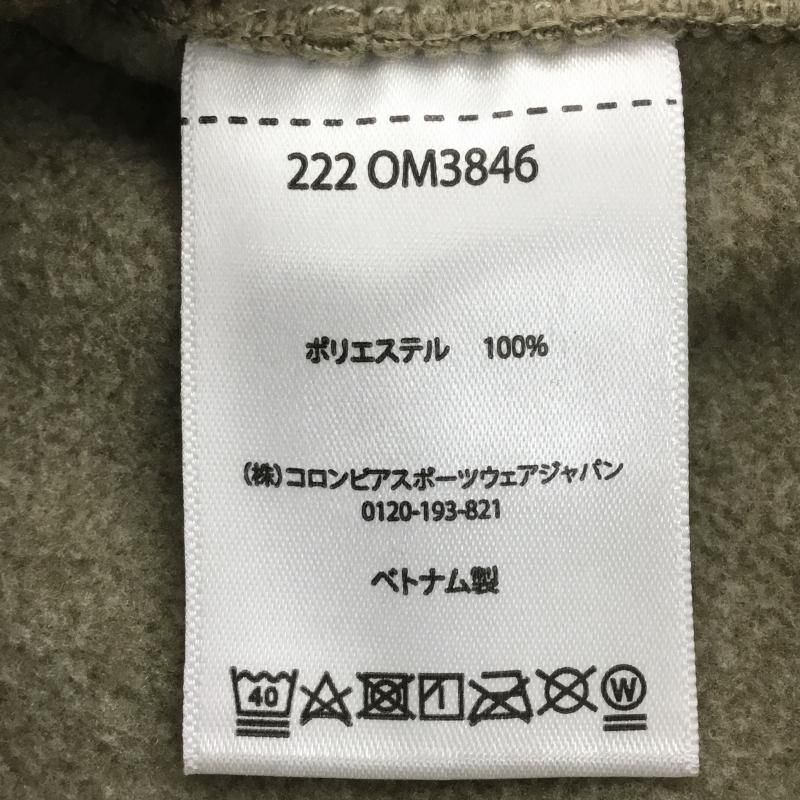 222 OM3846
ポリエステル 100%
(株)コロンビアスポーツウェアジャパン
0120-193-821
ベトナム製
40 W